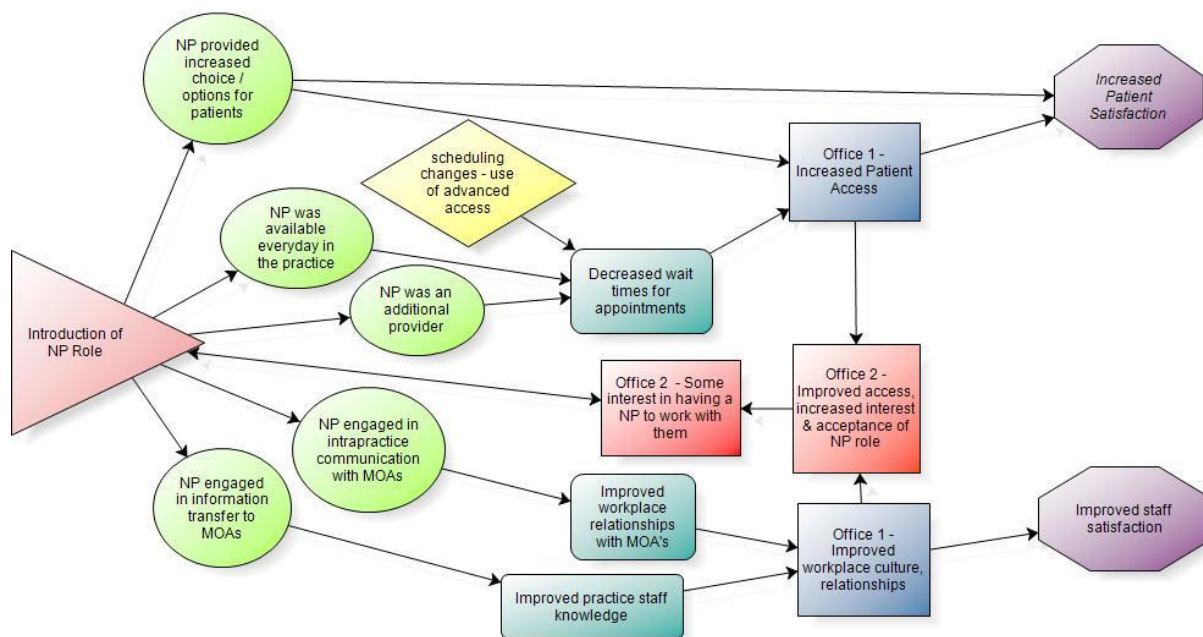 NP provided
increased
choice /
options for
patients
Increased
Patient
Satisfaction
scheduling
changes - use
of advanced
access
Office 1 -
Increased Patient
Access
NP was
available
everyday in
the practice
Decreased wait
times for
appointments
NP was an
additional
provider
Introduction of
NP Role
Office 2  - Some
interest in having a
NP to work with
them
Office 2 -
Improved access,
increased interest
& acceptance of
NP role
NP engaged in
intrapractice
communication
with MOAs
NP engaged
in information
transfer to
MOAs
Improved
workplace
relationships
with MOA's
Office 1 -
Improved
workplace culture,
relationships
Improved staff
satisfaction
Improved practice staff
knowledge